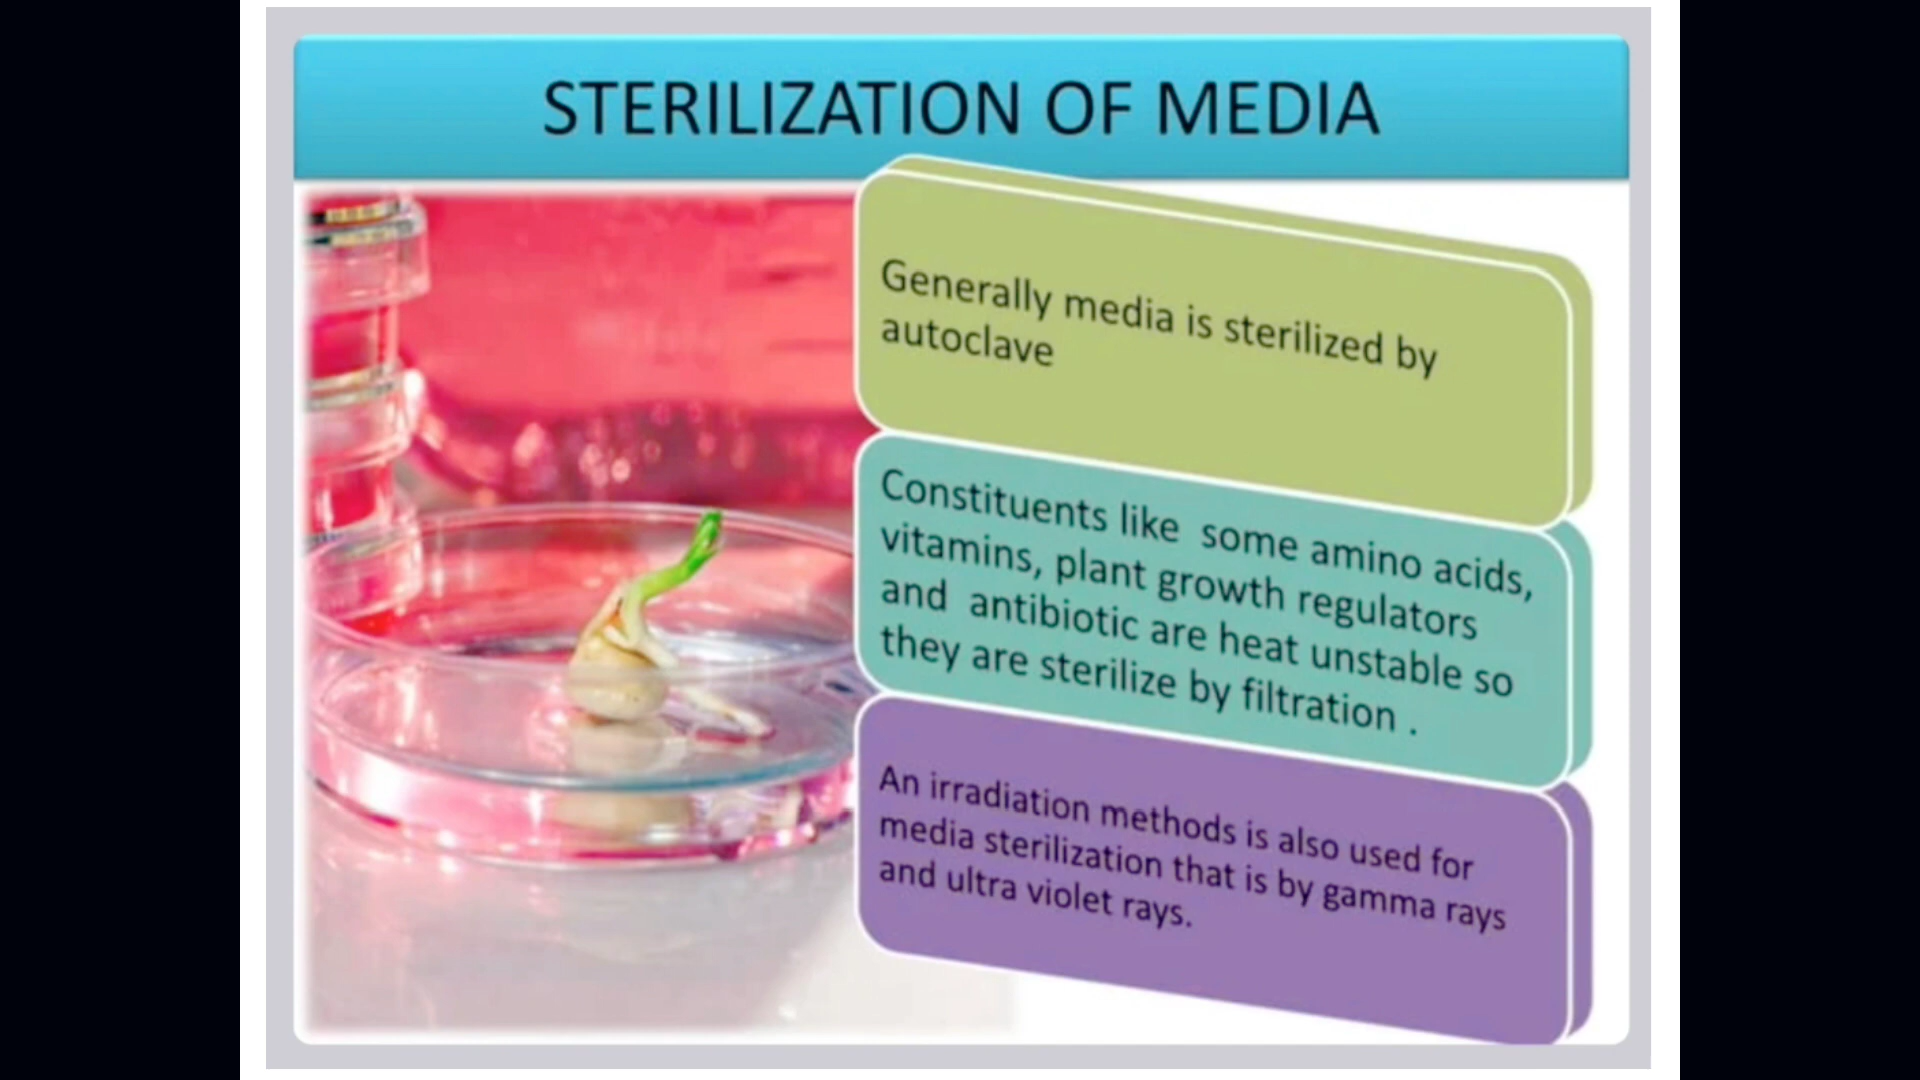 STERILIZATION OF MEDIA
Generally media is sterilized by
autoclave
Constituents like some amino acids,
vitamins, plant growth regulators
and antibiotic are heat unstable so
they are sterilize by filtration .
An irradiation methods is also used for
media sterilization that is by gamma rays
and ultra violet rays.